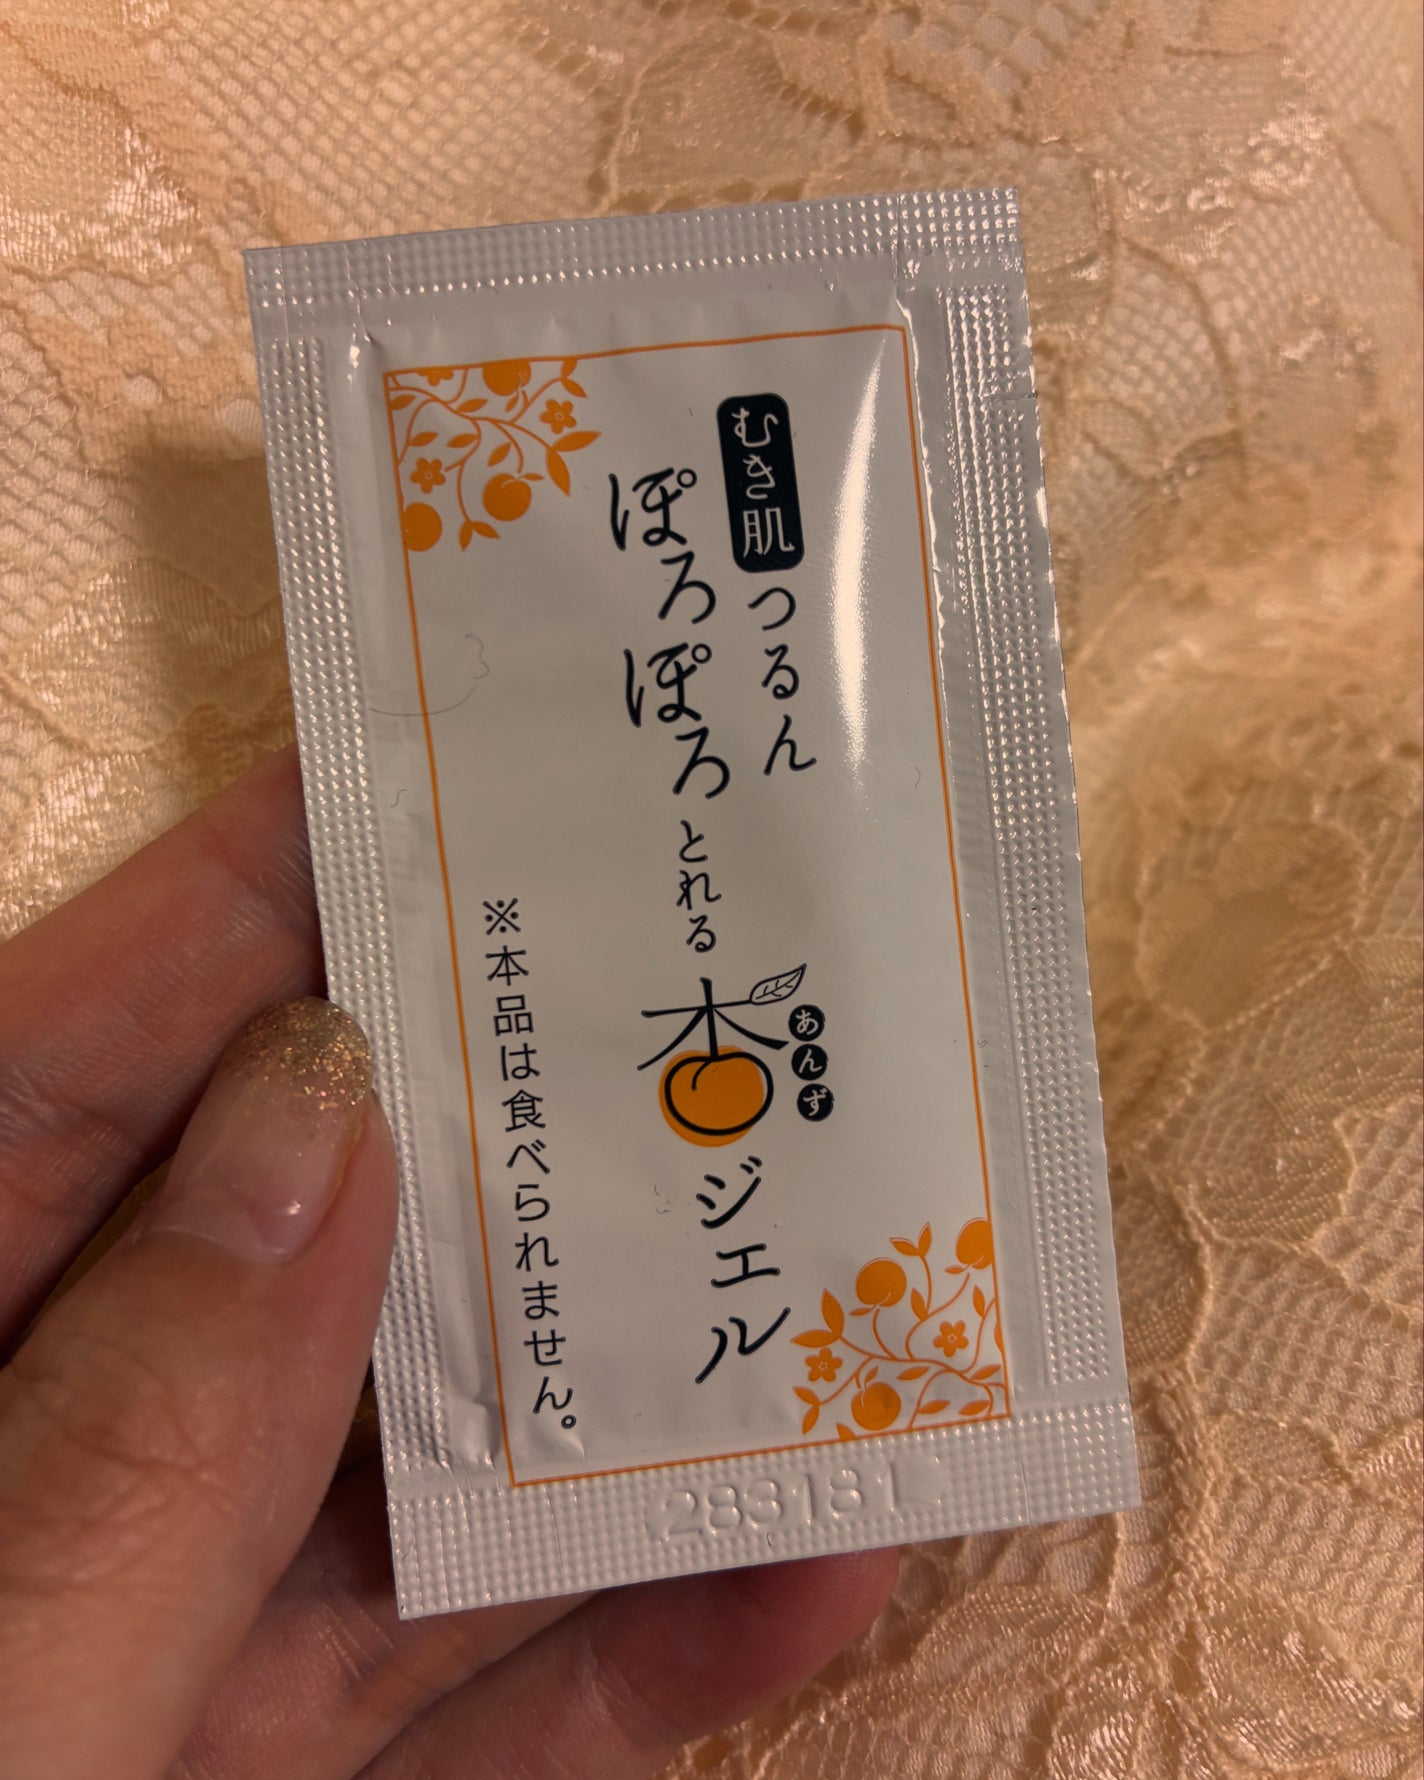 むき肌つるん
ぽろぽろとれる杏ジェル
あんず
※本品は食べられません。
283181